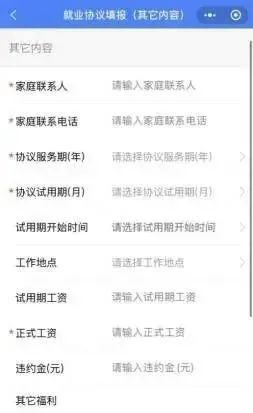 就业协议填报（其它内容）
其它内容
*家庭联系人 请输入家庭联系人
*家庭联系电话 请输入家庭联系电话
*协议服务期(年) 请选择协议服务期(年)
*协议试用期(月) 请选择协议试用期(月)
试用期开始时间 请选择试用期开始时间
工作地点 请选择工作地点
试用期工资 请输入试用期工资
*正式工资 请输入正式工资
违约金(元) 请输入违约金(元)
其它福利